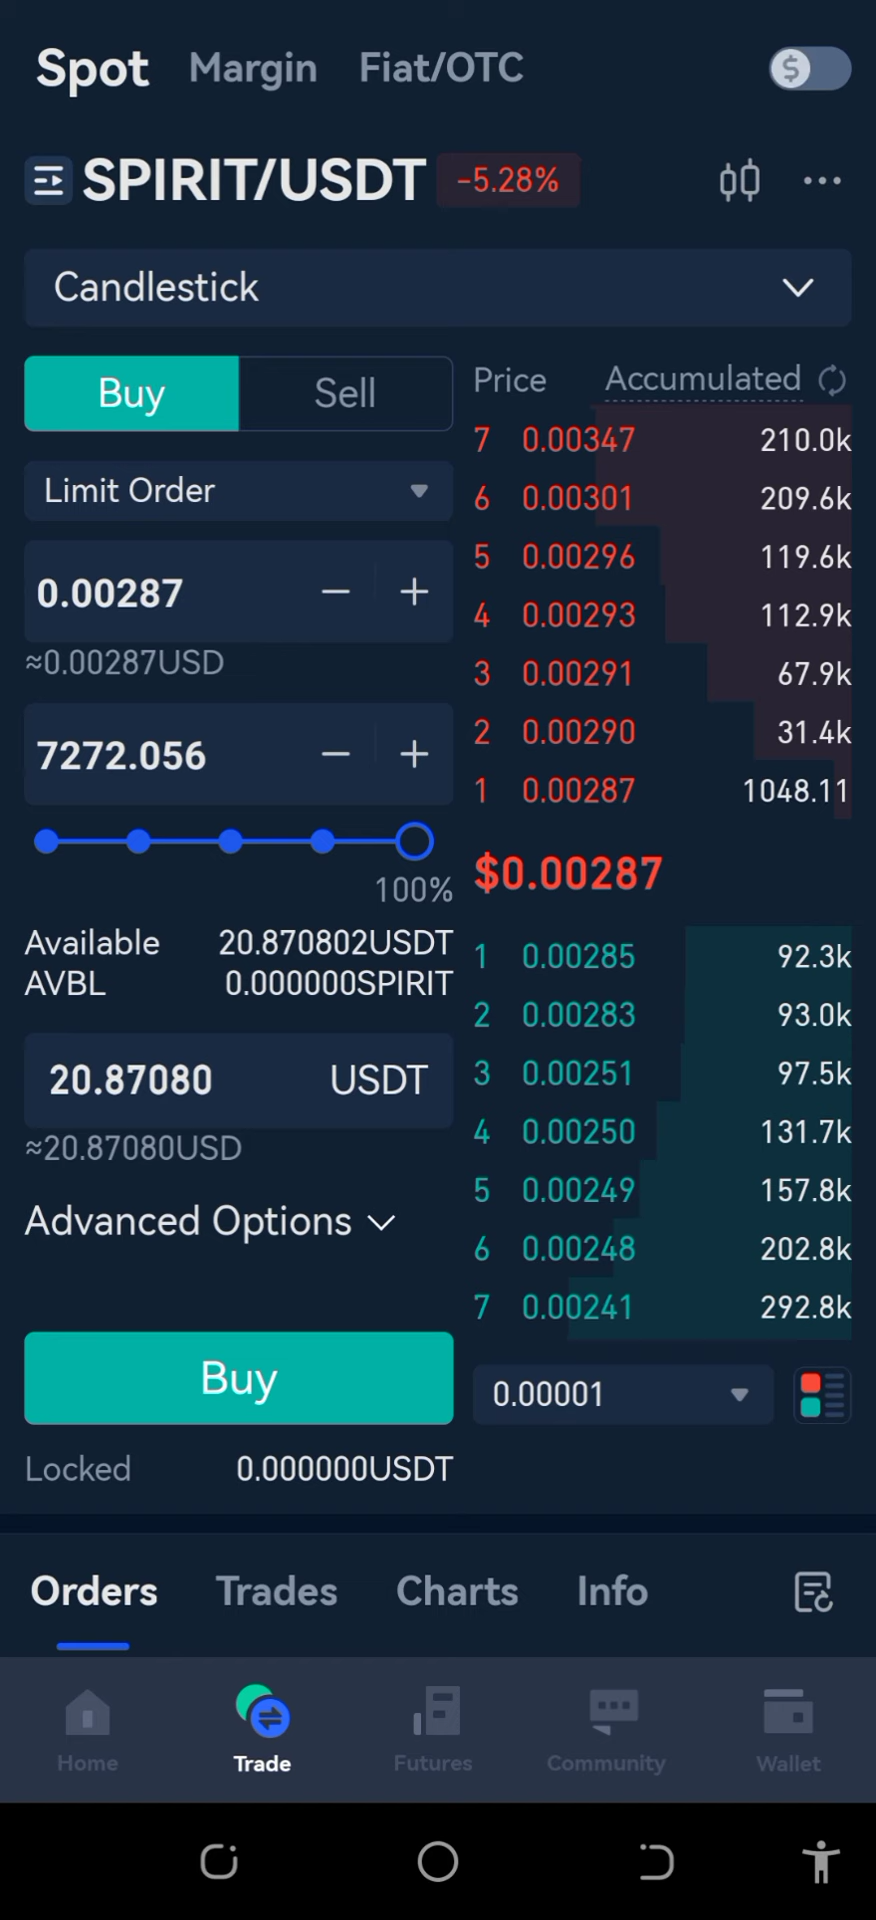 Spot Margin Fiat/OTC
SPIRIT/USDT -5.28%
Candlestick
Buy Sell
Limit Order
0.00287 − +
≈0.00287USD
7272.056 − +
100%
Available 20.870802USDT
AVBL 0.000000SPIRIT
20.87080 USDT
≈20.87080USD
Advanced Options
Buy
Locked 0.000000USDT
Price Accumulated
7 0.00347 210.0k
6 0.00301 209.6k
5 0.00296 119.6k
4 0.00293 112.9k
3 0.00291 67.9k
2 0.00290 31.4k
1 0.00287 1048.11
$0.00287
1 0.00285 92.3k
2 0.00283 93.0k
3 0.00251 97.5k
4 0.00250 131.7k
5 0.00249 157.8k
6 0.00248 202.8k
7 0.00241 292.8k
0.00001
Orders Trades Charts Info
Home Trade Futures Community Wallet